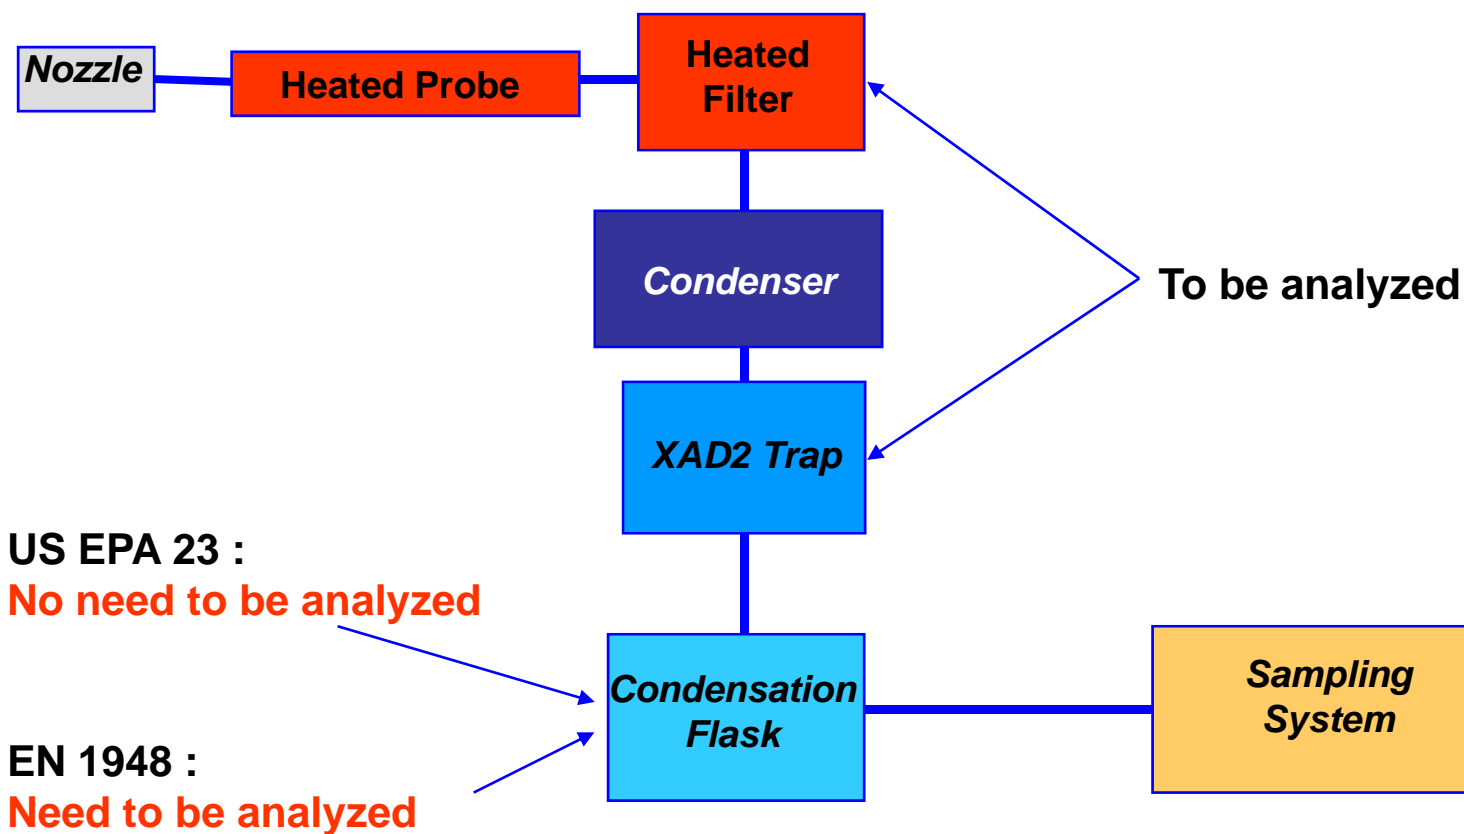 Nozzle
Heated Probe
Heated
Filter
Condenser
To be analyzed
XAD2 Trap
US EPA 23 :
No need to be analyzed
Condensation
Flask
Sampling
System
EN 1948 :
Need to be analyzed